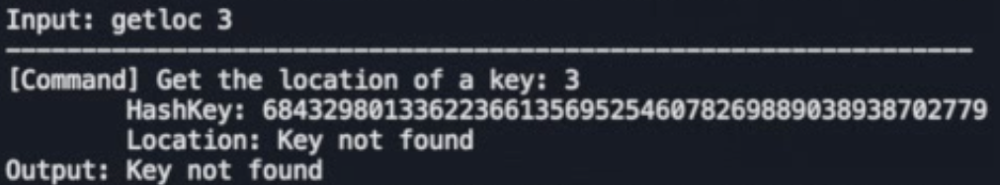 Input: getloc 3
----------------------------------------------------------------
[Command] Get the location of a key: 3
HashKey: 684329801336223661356952546078269889038938702779
Location: Key not found
Output: Key not found